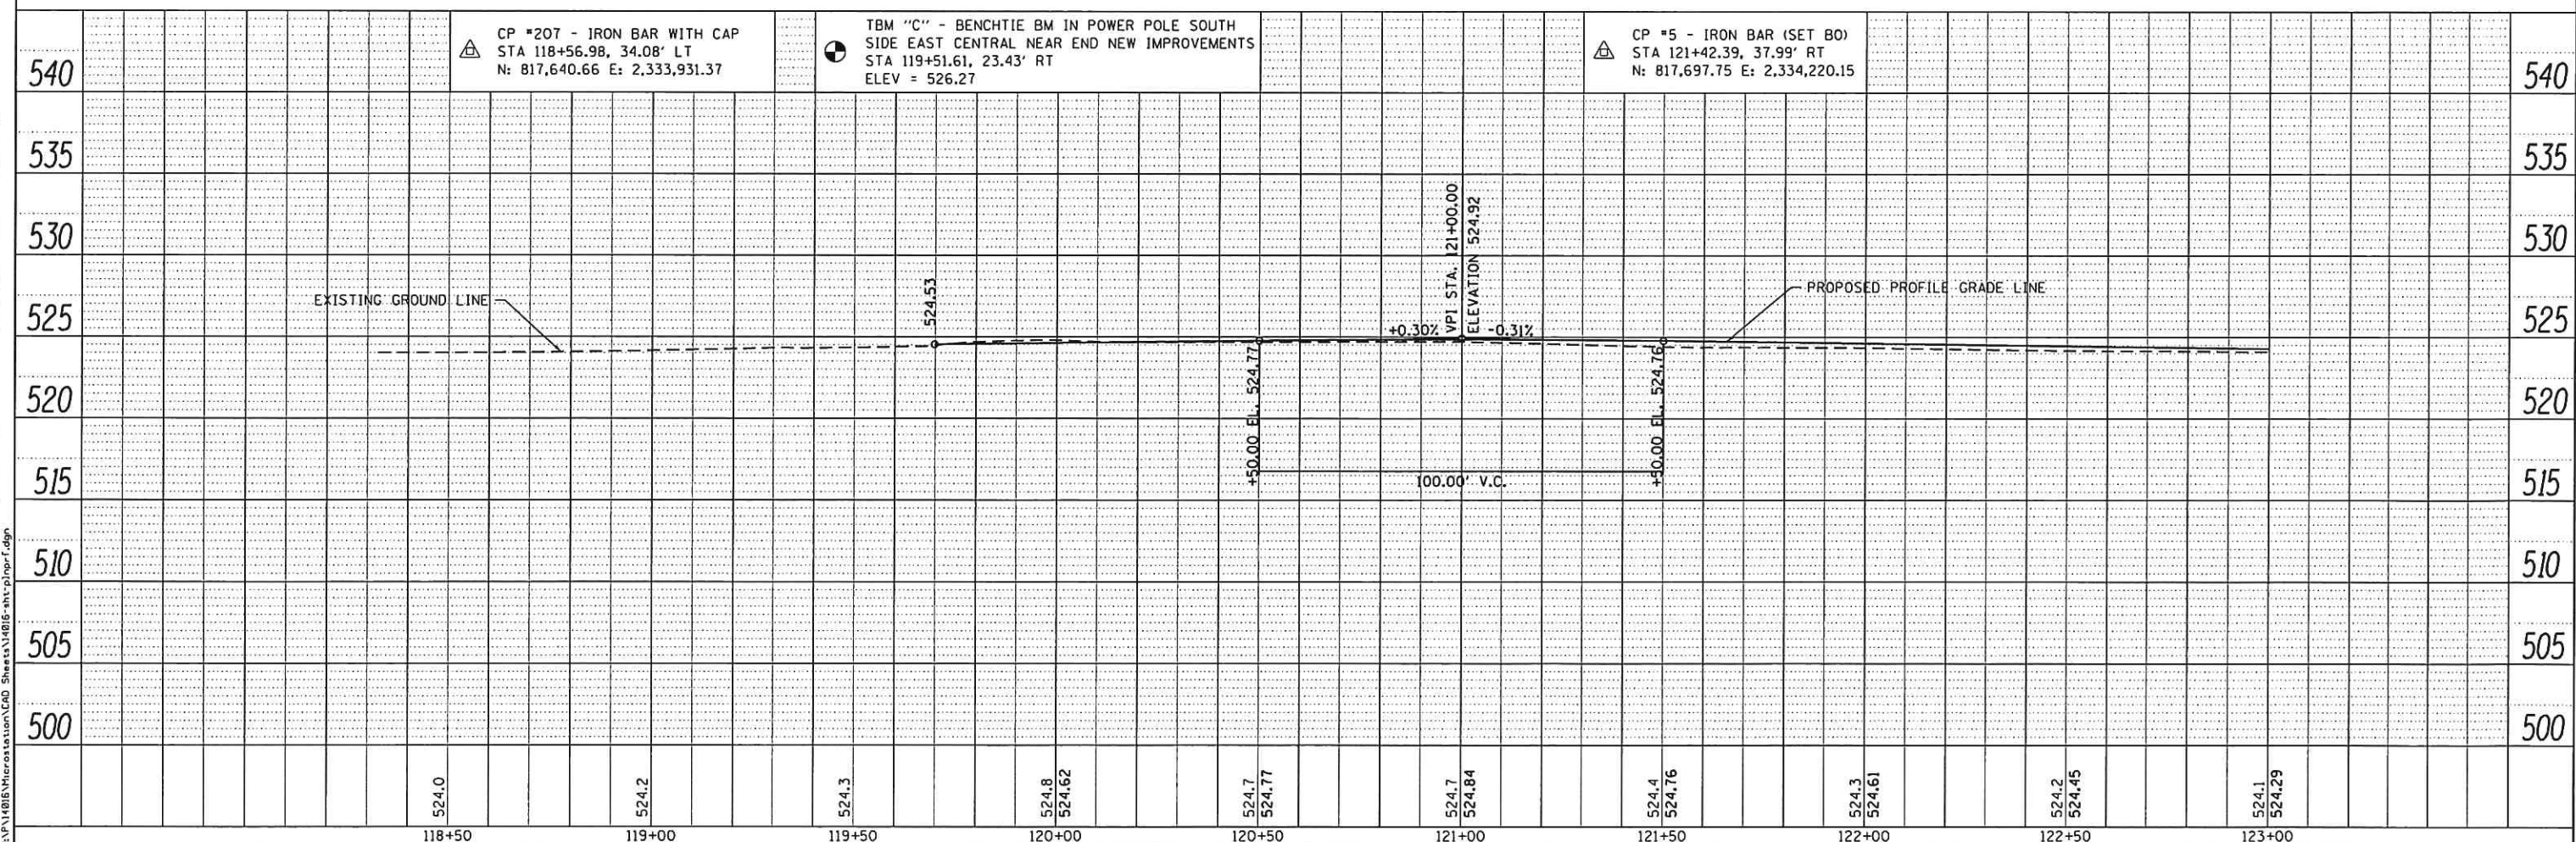 CP #207 - IRON BAR WITH CAP
STA 118+56.98, 34.08' LT
N: 817,640.66 E: 2,333,931.37
TBM "C" - BENCHTIE BM IN POWER POLE SOUTH
SIDE EAST CENTRAL NEAR END NEW IMPROVEMENTS
STA 119+51.61, 23.43' RT
ELEV = 526.27
CP #5 - IRON BAR (SET BO)
STA 121+42.39, 37.99' RT
N: 817,697.75 E: 2,334,220.15
540
540
535
535
530
530
VPI STA. 121+00.00
ELEVATION 524.92
EXISTING GROUND LINE
524.53
PROPOSED PROFILE GRADE LINE
525
525
+0.30%
-0.31%
+50.00 EL. 524.77
+50.00 EL. 524.76
520
520
515
515
100.00' V.C.
510
510
505
505
500
500
524.0
524.2
524.3
524.8
524.62
524.7
524.77
524.7
524.84
524.4
524.76
524.3
524.61
524.2
524.45
524.1
524.29
118+50
119+00
119+50
120+00
120+50
121+00
121+50
122+00
122+50
123+00
\P\14016\Microstation\CAD Sheets\14016-sht-plnprf.dgn